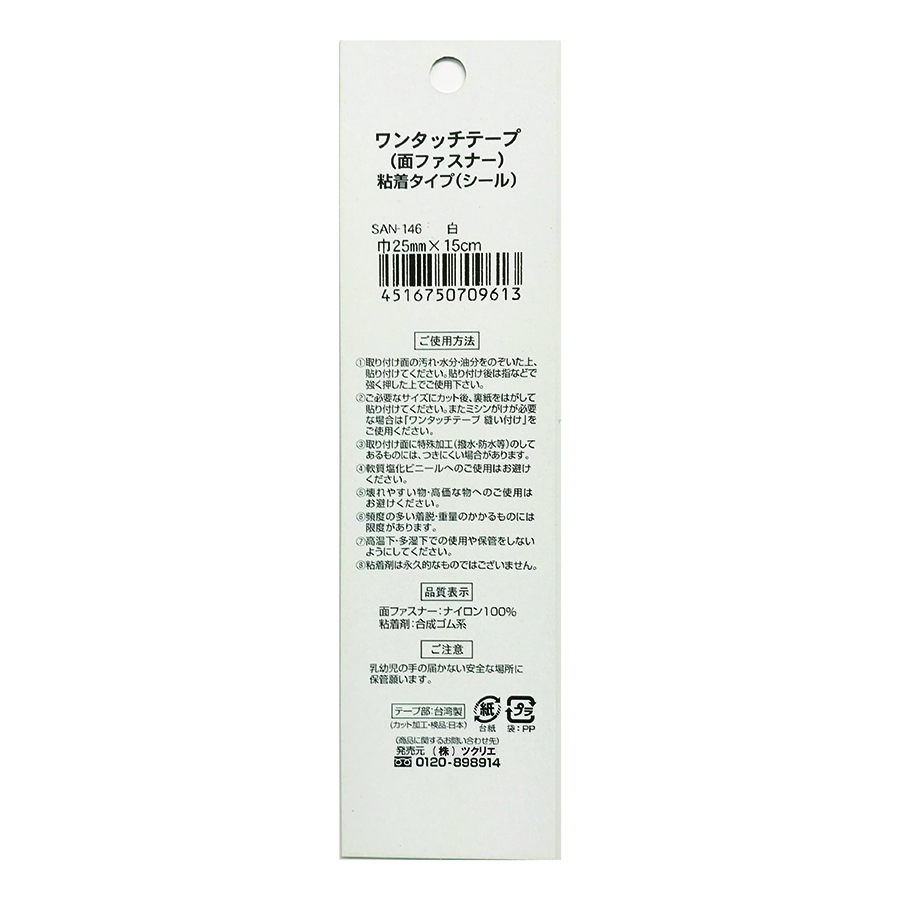 ワンタッチテープ
(面ファスナー)
粘着タイプ(シール)
SAN-146 白
巾25mm×15cm
4516750709613
ご使用方法
①取り付け面の汚れ・水分・油分をのぞいた上、
貼り付けてください。貼り付け後は指などで
強く押した上でご使用下さい。
②ご必要なサイズにカット後、裏紙をはがして
貼り付けてください。またミシンがけが必要
な場合は「ワンタッチテープ 縫い付け」を
ご使用ください。
③取り付け面に特殊加工(撥水・防水等)のして
あるものには、つきにくい場合があります。
④軟質塩化ビニールへのご使用はお避け
ください。
⑤壊れやすい物・高価な物へのご使用は
お避けください。
⑥頻度の多い着脱・重量のかかるものには
限度があります。
⑦高温下・多湿下での使用や保管をしない
ようにしてください。
⑧粘着剤は永久的なものではございません。
品質表示
面ファスナー:ナイロン100%
粘着剤:合成ゴム系
ご注意
乳幼児の手の届かない安全な場所に
保管願います。
テープ部:台湾製
(カット加工・検品:日本)
紙
台紙
プラ
袋:PP
(商品に関するお問い合わせ先)
発売元 (株)ツクリエ
0120-898914